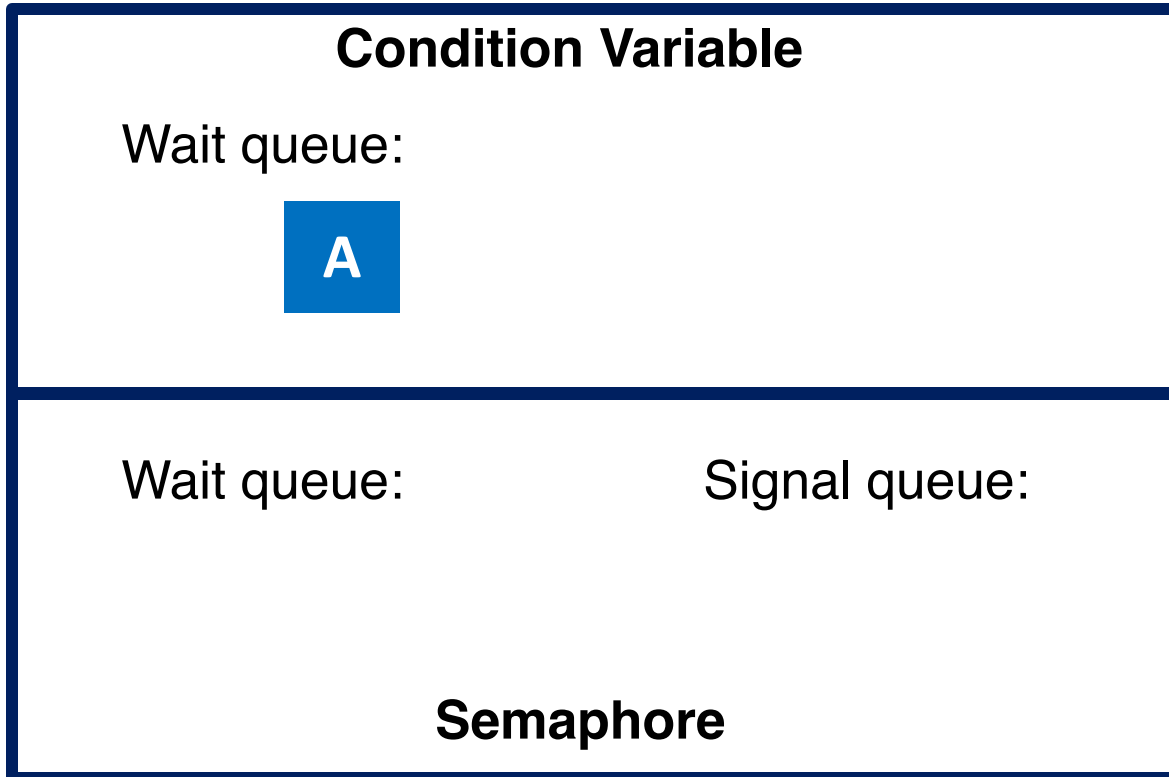 Condition Variable
Wait queue:
A
Wait queue: Signal queue:
Semaphore